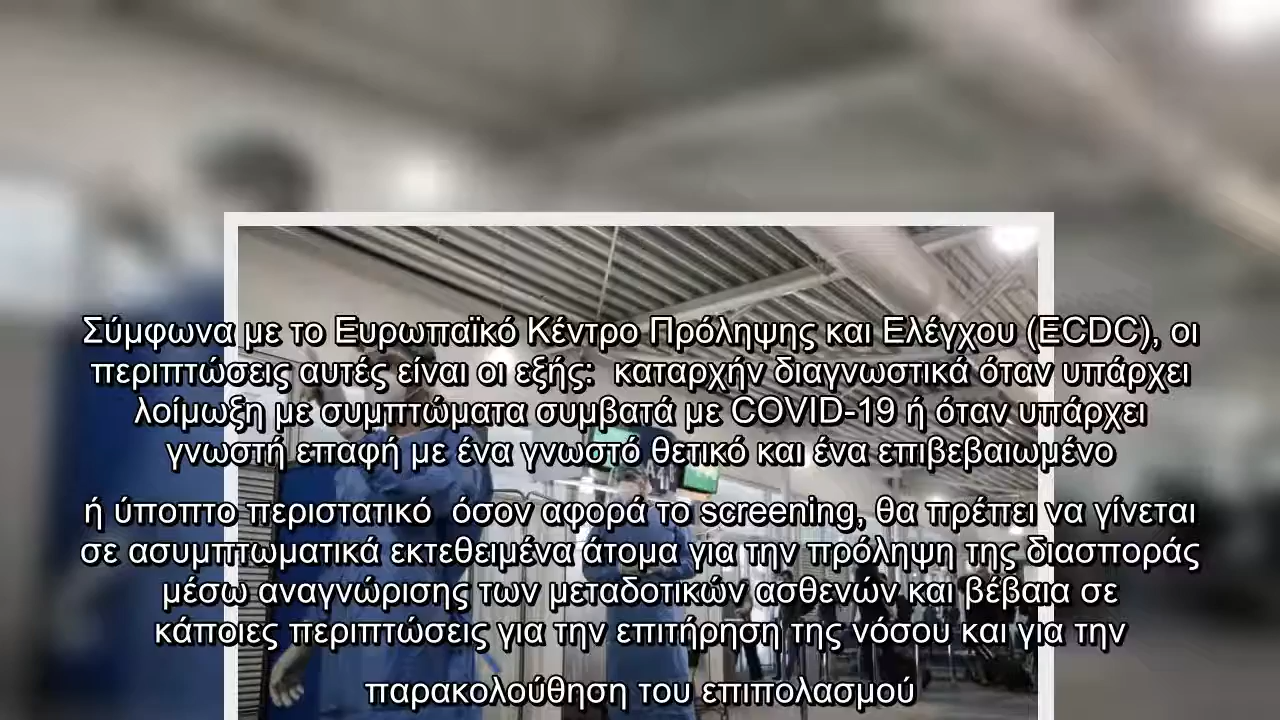 Σύμφωνα με το Ευρωπαϊκό Κέντρο Πρόληψης και Ελέγχου (ECDC), οι
περιπτώσεις αυτές είναι οι εξής:  καταρχήν διαγνωστικά όταν υπάρχει
λοίμωξη με συμπτώματα συμβατά με COVID-19 ή όταν υπάρχει
γνωστή επαφή με ένα γνωστό θετικό και ένα επιβεβαιωμένο
ή ύποπτο περιστατικό  όσον αφορά το screening, θα πρέπει να γίνεται
σε ασυμπτωματικά εκτεθειμένα άτομα για την πρόληψη της διασποράς
μέσω αναγνώρισης των μεταδοτικών ασθενών και βέβαια σε
κάποιες περιπτώσεις για την επιτήρηση της νόσου και για την
παρακολούθηση του επιπολασμού